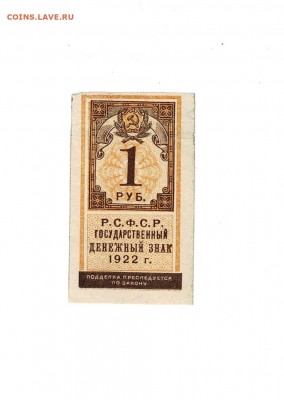 COINS.LAVE.RU
1
РУБ.
Р.С.Ф.С.Р.
ГОСУДАРСТВЕННЫЙ
ДЕНЕЖНЫЙ ЗНАК
1922 г.
ПОДДЕЛКА ПРЕСЛЕДУЕТСЯ
ПО ЗАКОНУ